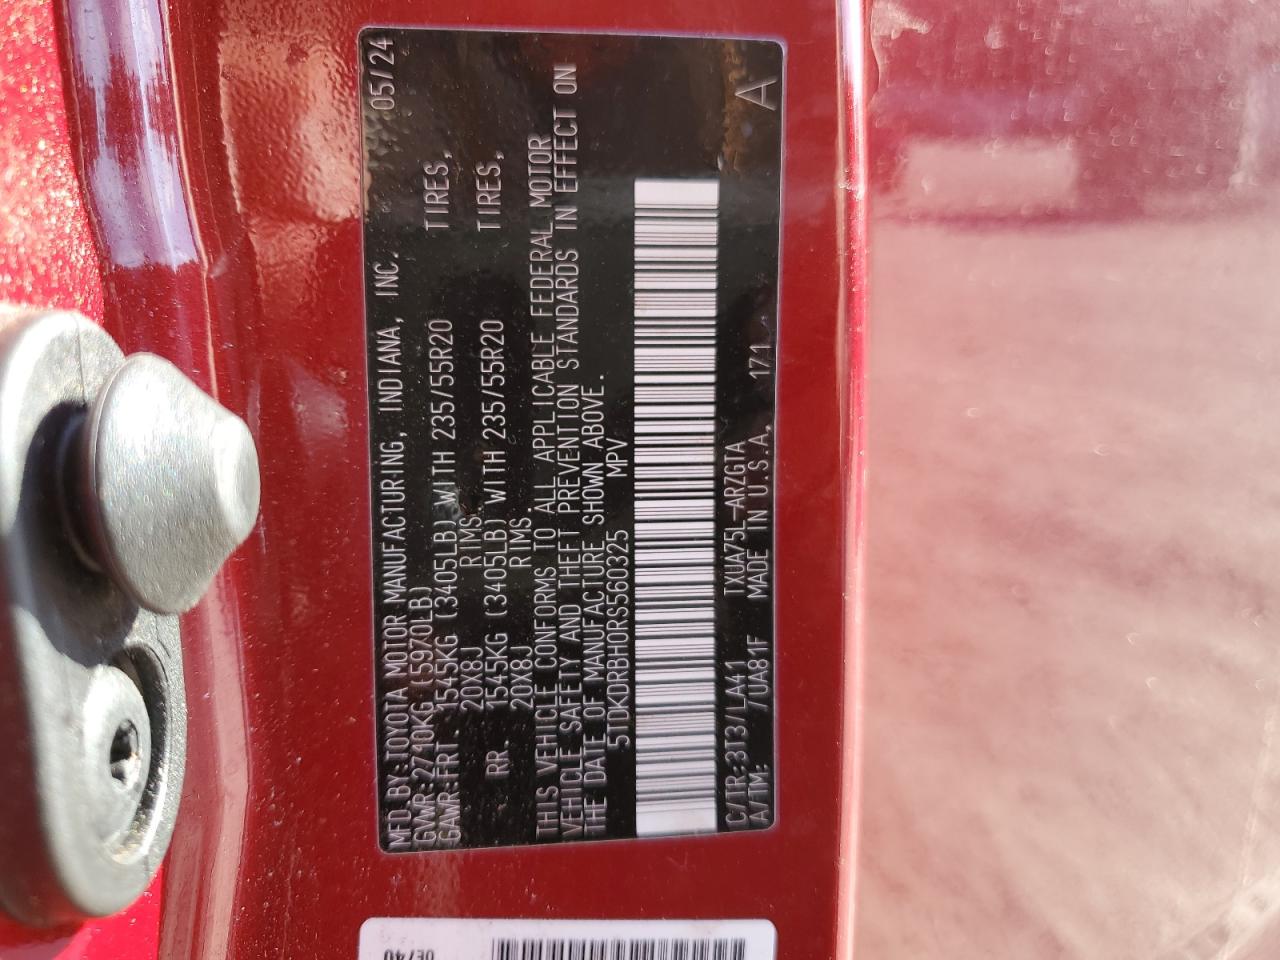 MFD.BY:TOYOTA MOTOR MANUFACTURING, INDIANA, INC. 05/24
GVWR:2710KG (5970LB)
GAWR:FRT. 1545KG (3405LB) WITH 235/55R20 TIRES,
20X8J RIMS
RR. 1545KG (3405LB) WITH 235/55R20 TIRES,
20X8J RIMS
THIS VEHICLE CONFORMS TO ALL APPLICABLE FEDERAL MOTOR
VEHICLE SAFETY AND THEFT PREVENTION STANDARDS IN EFFECT ON
THE DATE OF MANUFACTURE SHOWN ABOVE.
5TDKDRBH0RS560325 MPV
C/TR:3T3/LA41 TXUA75L-ARZGTA A
A/TM: /UA81F MADE IN U.S.A. 171
0E740